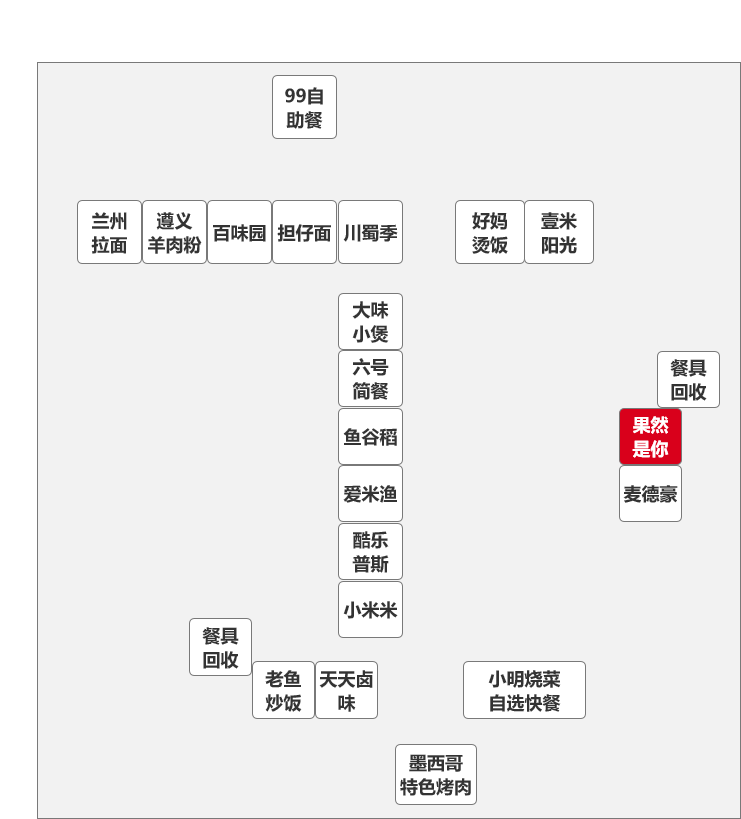 99自
助餐
兰州
拉面
遵义
羊肉粉
百味园
担仔面
川蜀季
好妈
烫饭
壹米
阳光
大味
小煲
六号
简餐
餐具
回收
鱼谷稻
果然
是你
爱米渔
麦德豪
酷乐
普斯
小米米
餐具
回收
老鱼
炒饭
天天卤
味
小明烧菜
自选快餐
墨西哥
特色烤肉